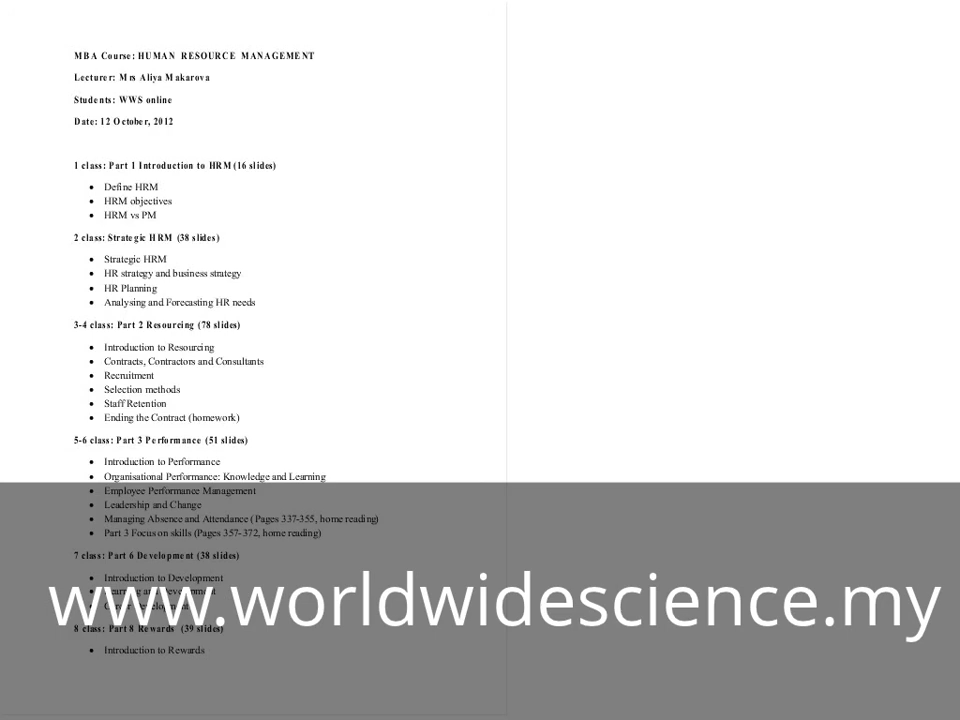 MBA Course: HUMAN RESOURCE MANAGEMENT
Lecturer: Mrs Aliya Makarova
Students: WWS online
Date: 12 October, 2012
1 class: Part 1 Introduction to HRM (16 slides)
• Define HRM
• HRM objectives
• HRM vs PM
2 class: Strategic HRM (38 slides)
• Strategic HRM
• HR strategy and business strategy
• HR Planning
• Analysing and Forecasting HR needs
3-4 class: Part 2 Resourcing (78 slides)
• Introduction to Resourcing
• Contracts, Contractors and Consultants
• Recruitment
• Selection methods
• Staff Retention
• Ending the Contract (homework)
5-6 class: Part 3 Performance (51 slides)
• Introduction to Performance
• Organisational Performance: Knowledge and Learning
• Employee Performance Management
• Leadership and Change
• Managing Absence and Attendance (Pages 337-355, home reading)
• Part 3 Focus on skills (Pages 357-372, home reading)
7 class: Part 6 Development (38 slides)
• Introduction to Development
• Learning and Development
• Career Development
www.worldwidescience.my
8 class: Part 8 Rewards (39 slides)
• Introduction to Rewards